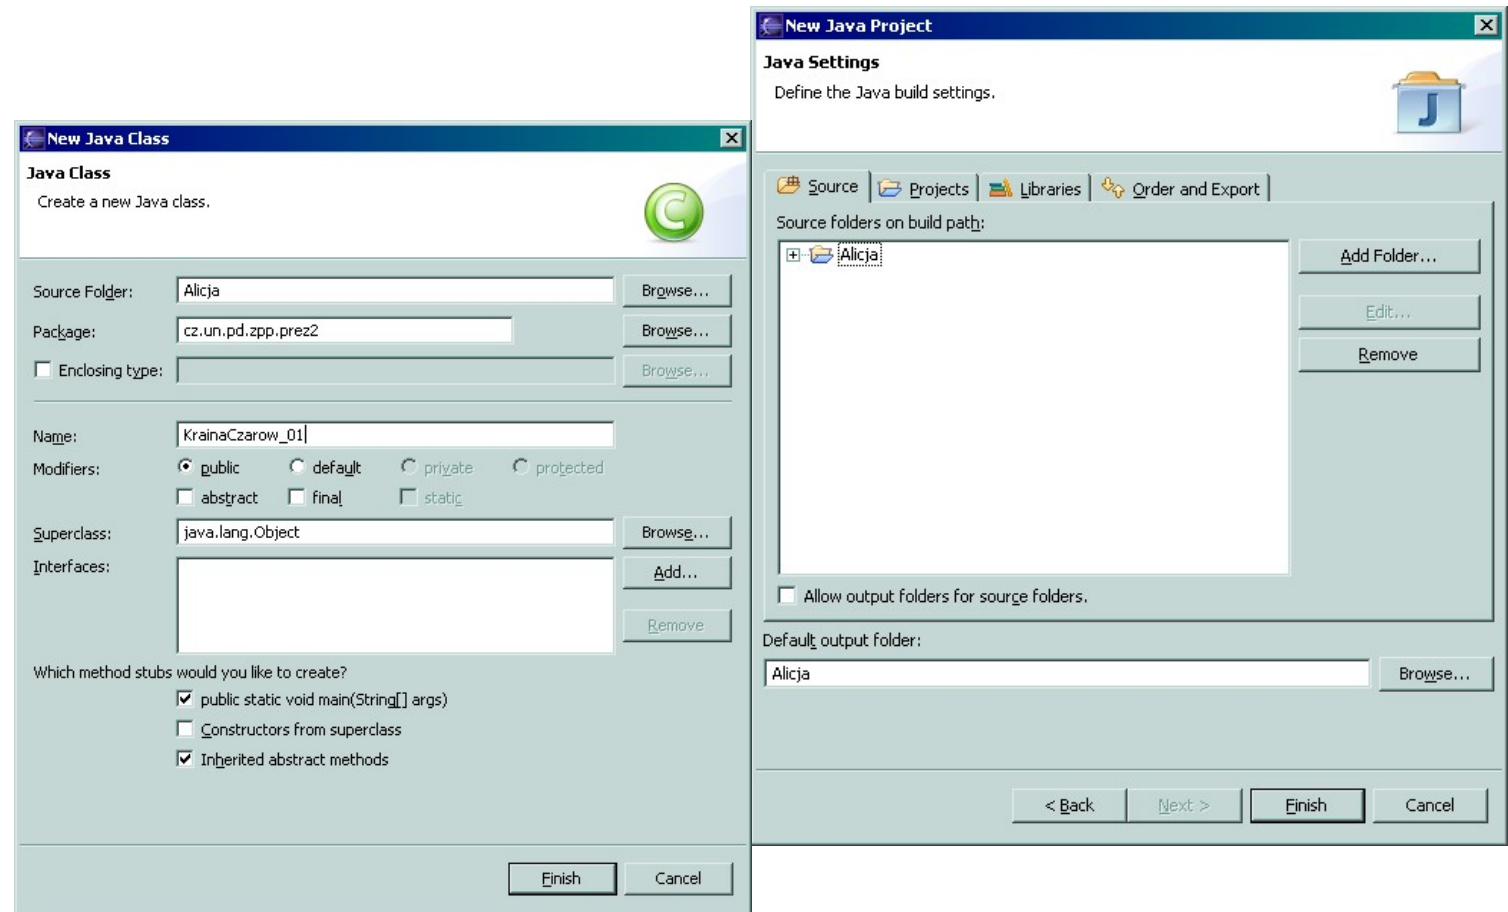 New Java Class
Java Class
Create a new Java class.
Source Folder: Alicja Browse...
Package: cz.un.pd.zpp.prez2 Browse...
Enclosing type: Browse...
Name: KrainaCzarow_01
Modifiers: public default private protected
abstract final static
Superclass: java.lang.Object Browse...
Interfaces: Add...
Remove
Which method stubs would you like to create?
public static void main(String[] args)
Constructors from superclass
Inherited abstract methods
Finish Cancel
New Java Project
Java Settings
Define the Java build settings.
J
Source Projects Libraries Order and Export
Source folders on build path:
Alicja Add Folder...
Edit...
Remove
Allow output folders for source folders.
Default output folder:
Alicja Browse...
< Back Next > Finish Cancel